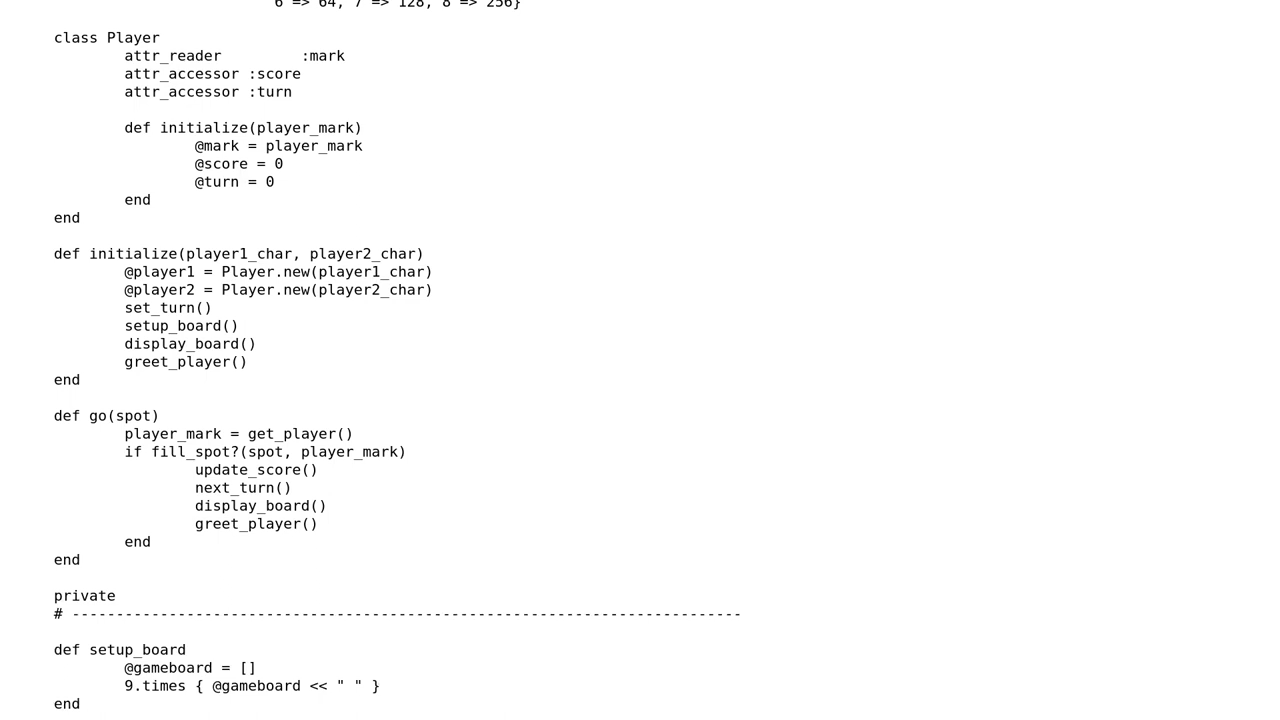 6 => 64, 7 => 128, 8 => 256}
class Player
attr_reader :mark
attr_accessor :score
attr_accessor :turn
def initialize(player_mark)
@mark = player_mark
@score = 0
@turn = 0
end
end
def initialize(player1_char, player2_char)
@player1 = Player.new(player1_char)
@player2 = Player.new(player2_char)
set_turn()
setup_board()
display_board()
greet_player()
end
def go(spot)
player_mark = get_player()
if fill_spot?(spot, player_mark)
update_score()
next_turn()
display_board()
greet_player()
end
end
private
# ----------------------------------------------------------------------------
def setup_board
@gameboard = []
9.times { @gameboard << " " }
end